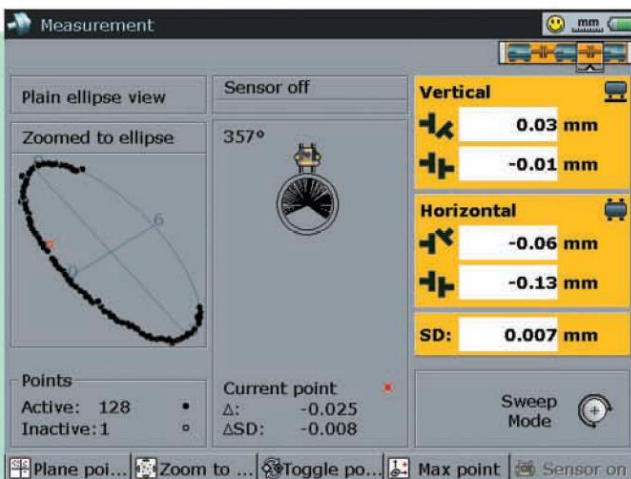 Measurement
mm
Plain ellipse view
Sensor off
Zoomed to ellipse
357°
6
0
Points
Active: 128
Inactive:1
Current point
Δ: -0.025
ΔSD: -0.008
Vertical
0.03 mm
-0.01 mm
Horizontal
-0.06 mm
-0.13 mm
SD: 0.007 mm
Sweep
Mode
Plane poi...
Zoom to ...
Toggle po...
Max point
Sensor on